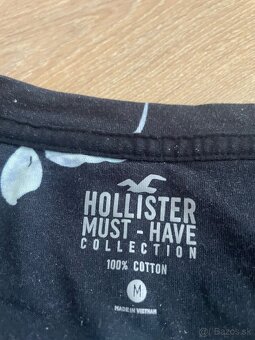 HOLLISTER
MUST - HAVE
COLLECTION
100% COTTON
M
MADE IN VIETNAM
bazos.sk